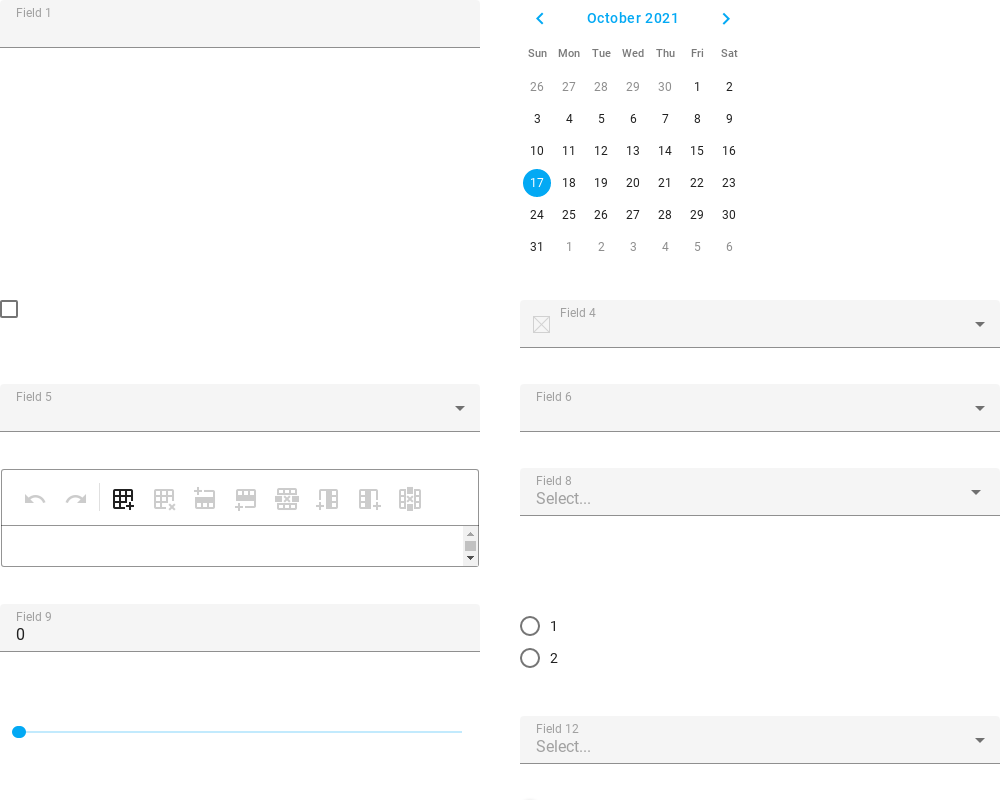 Field 1
October 2021
Sun Mon Tue Wed Thu Fri Sat
26 27 28 29 30 1 2
3 4 5 6 7 8 9
10 11 12 13 14 15 16
17 18 19 20 21 22 23
24 25 26 27 28 29 30
31 1 2 3 4 5 6
Field 4
Field 5
Field 6
Field 8
Select...
Field 9
0
1
2
Field 12
Select...